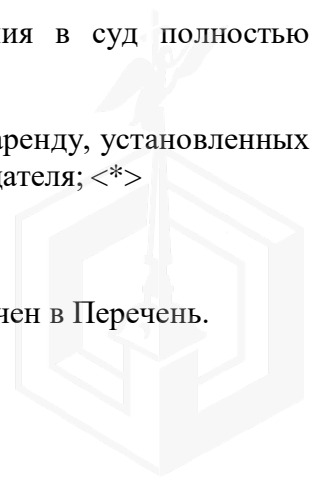 ия в суд полностью
аренду, установленных
дателя; <*>
чен в Перечень.